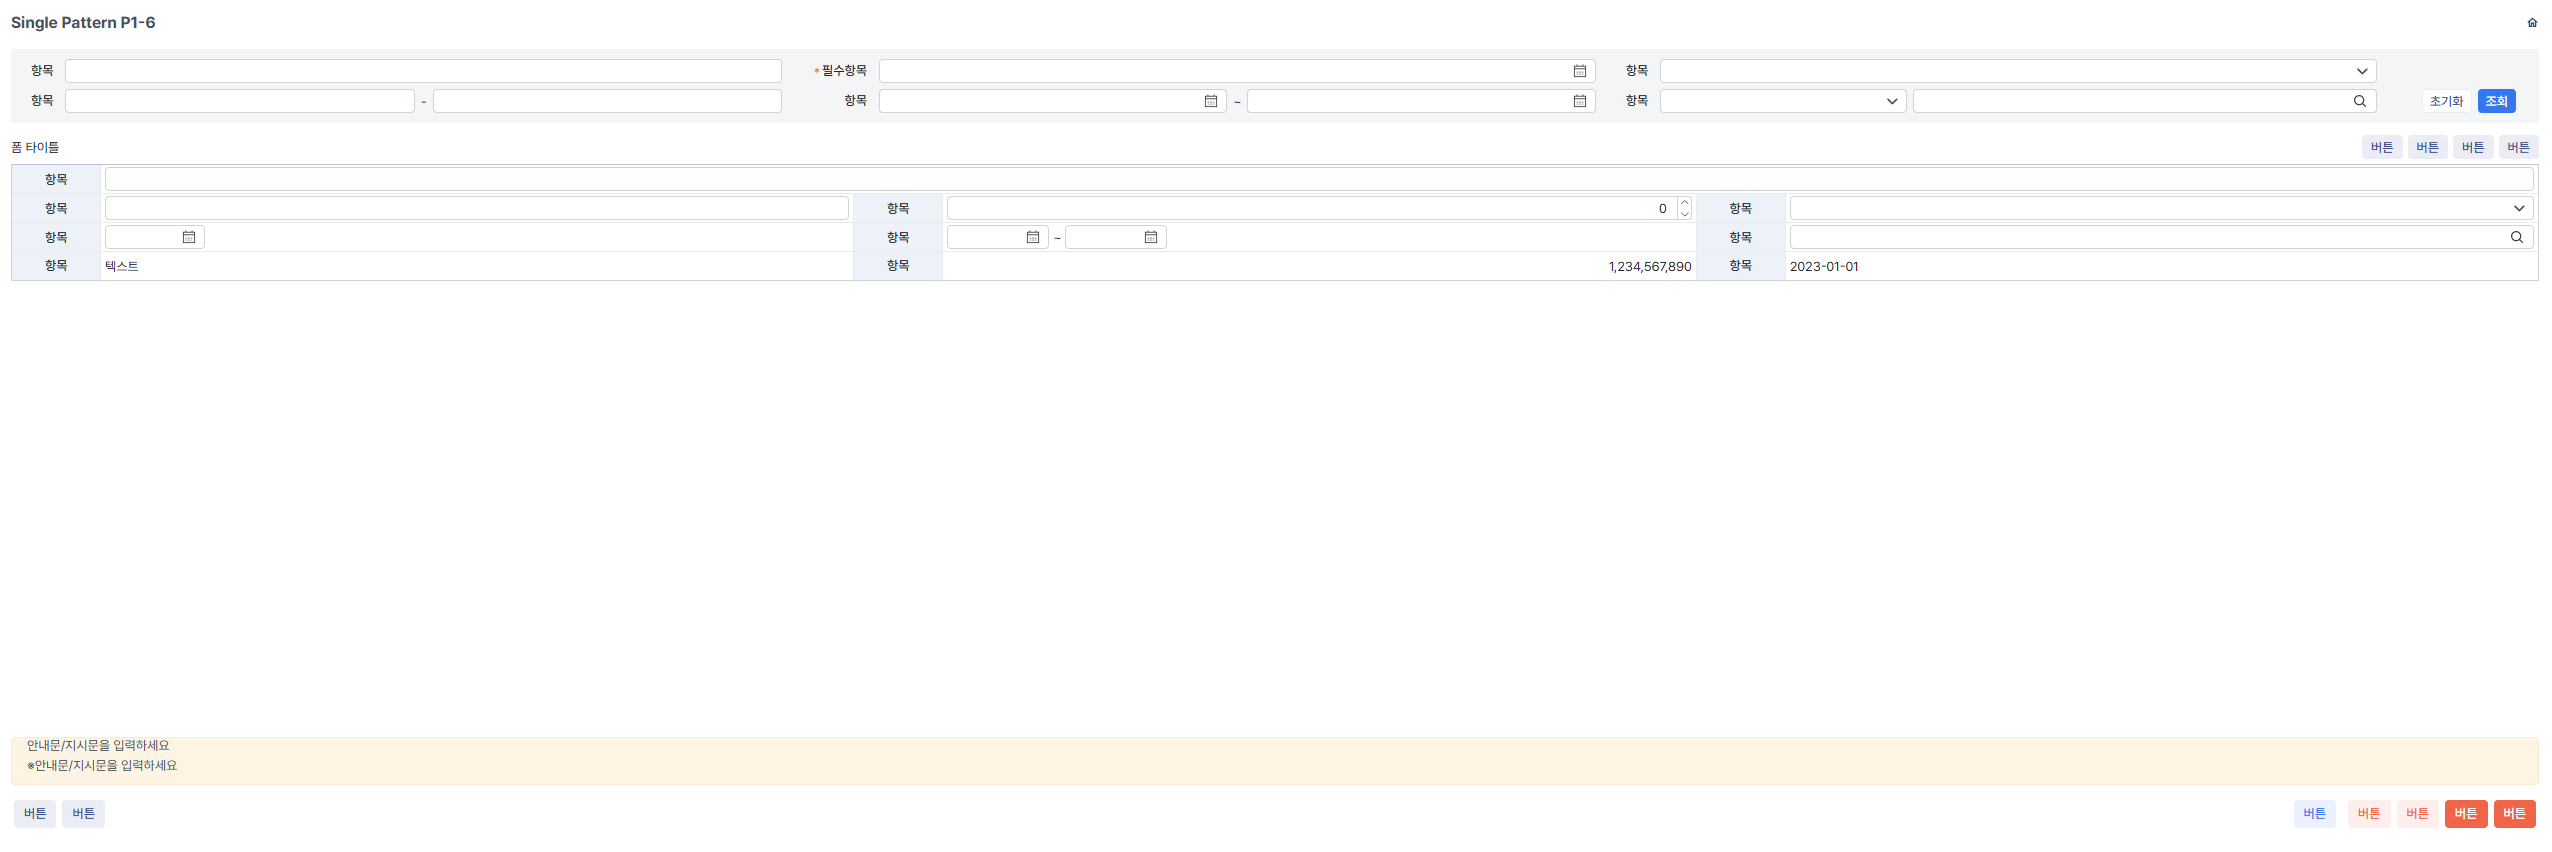 Single Pattern P1-6
항목 *필수항목 항목
항목 - 항목 ~ 항목 초기화 조회
폼 타이틀 버튼 버튼 버튼 버튼
항목
항목 항목 0 항목
항목 항목 ~ 항목
항목 텍스트 항목 1,234,567,890 항목 2023-01-01
안내문/지시문을 입력하세요
※안내문/지시문을 입력하세요
버튼 버튼 버튼 버튼 버튼 버튼 버튼